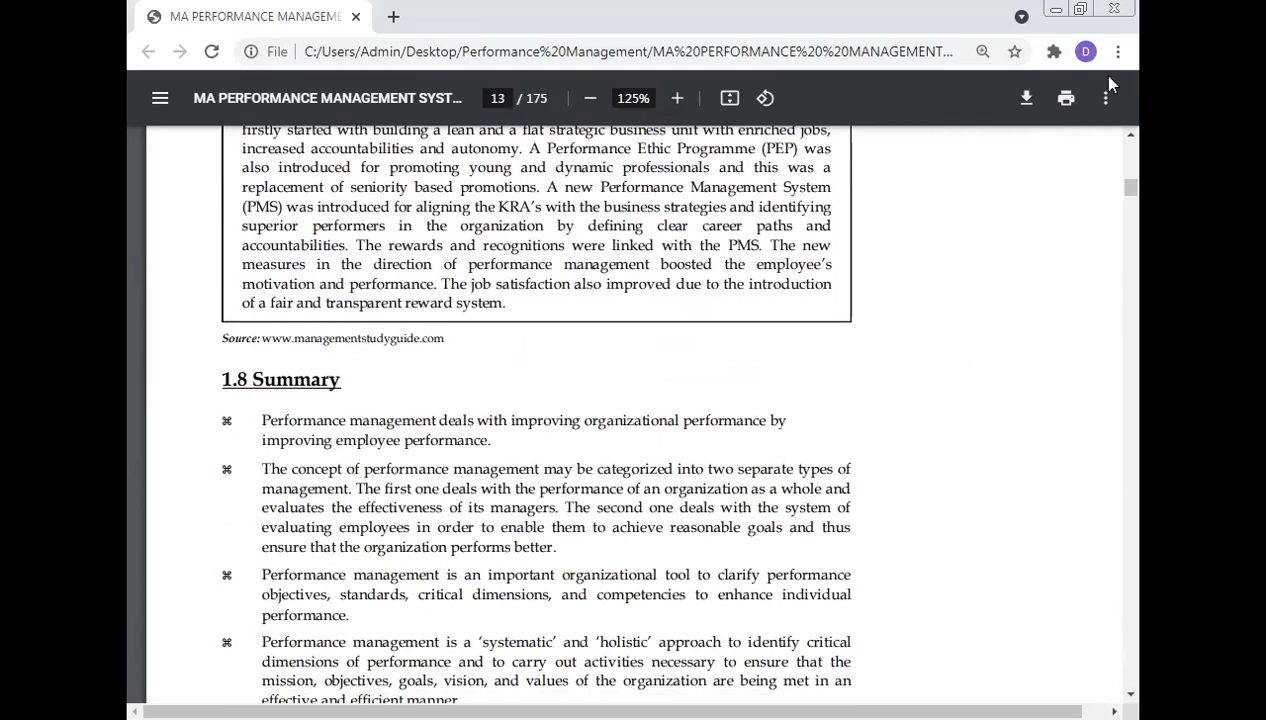 MA PERFORMANCE MANAGEME
File C:/Users/Admin/Desktop/Performance%20Management/MA%20PERFORMANCE%20%20MANAGEMENT...
D
MA PERFORMANCE MANAGEMENT SYST...
13 / 175
125%
firstly started with building a lean and a flat strategic business unit with enriched jobs,
increased accountabilities and autonomy. A Performance Ethic Programme (PEP) was
also introduced for promoting young and dynamic professionals and this was a
replacement of seniority based promotions. A new Performance Management System
(PMS) was introduced for aligning the KRA's with the business strategies and identifying
superior performers in the organization by defining clear career paths and
accountabilities. The rewards and recognitions were linked with the PMS. The new
measures in the direction of performance management boosted the employee's
motivation and performance. The job satisfaction also improved due to the introduction
of a fair and transparent reward system.
Source: www.managementstudyguide.com
1.8 Summary
⌘ Performance management deals with improving organizational performance by
improving employee performance.
⌘ The concept of performance management may be categorized into two separate types of
management. The first one deals with the performance of an organization as a whole and
evaluates the effectiveness of its managers. The second one deals with the system of
evaluating employees in order to enable them to achieve reasonable goals and thus
ensure that the organization performs better.
⌘ Performance management is an important organizational tool to clarify performance
objectives, standards, critical dimensions, and competencies to enhance individual
performance.
⌘ Performance management is a 'systematic' and 'holistic' approach to identify critical
dimensions of performance and to carry out activities necessary to ensure that the
mission, objectives, goals, vision, and values of the organization are being met in an
effective and efficient manner.